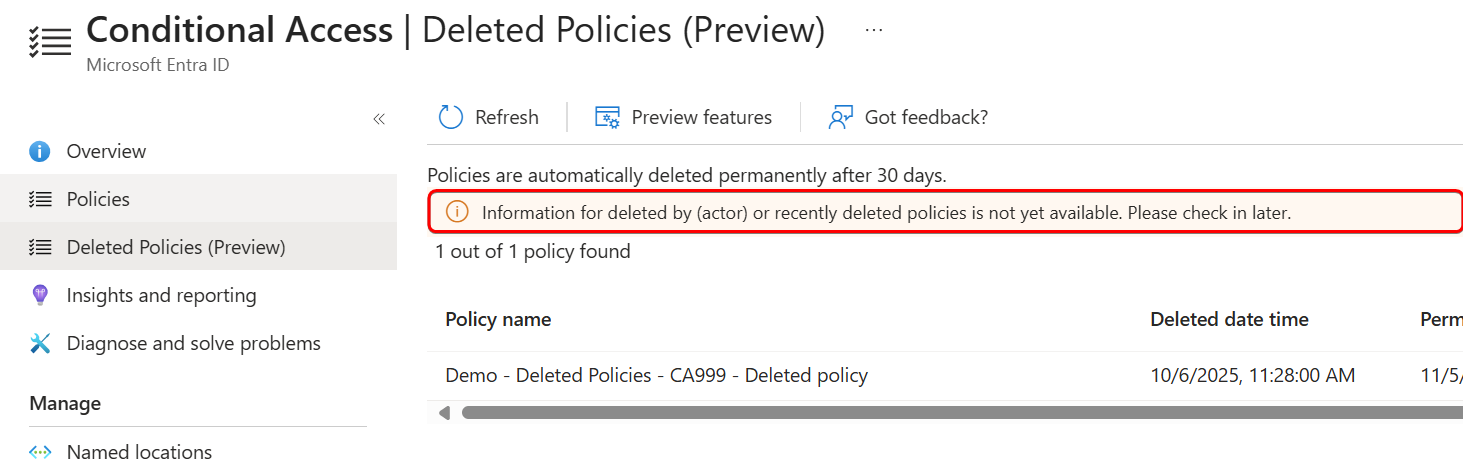 Conditional Access | Deleted Policies (Preview) ...
Microsoft Entra ID
«
Overview
Policies
Deleted Policies (Preview)
Insights and reporting
Diagnose and solve problems
Manage
Named locations
Refresh
Preview features
Got feedback?
Policies are automatically deleted permanently after 30 days.
Information for deleted by (actor) or recently deleted policies is not yet available. Please check in later.
1 out of 1 policy found
Policy name Deleted date time Perm
Demo - Deleted Policies - CA999 - Deleted policy 10/6/2025, 11:28:00 AM 11/5/